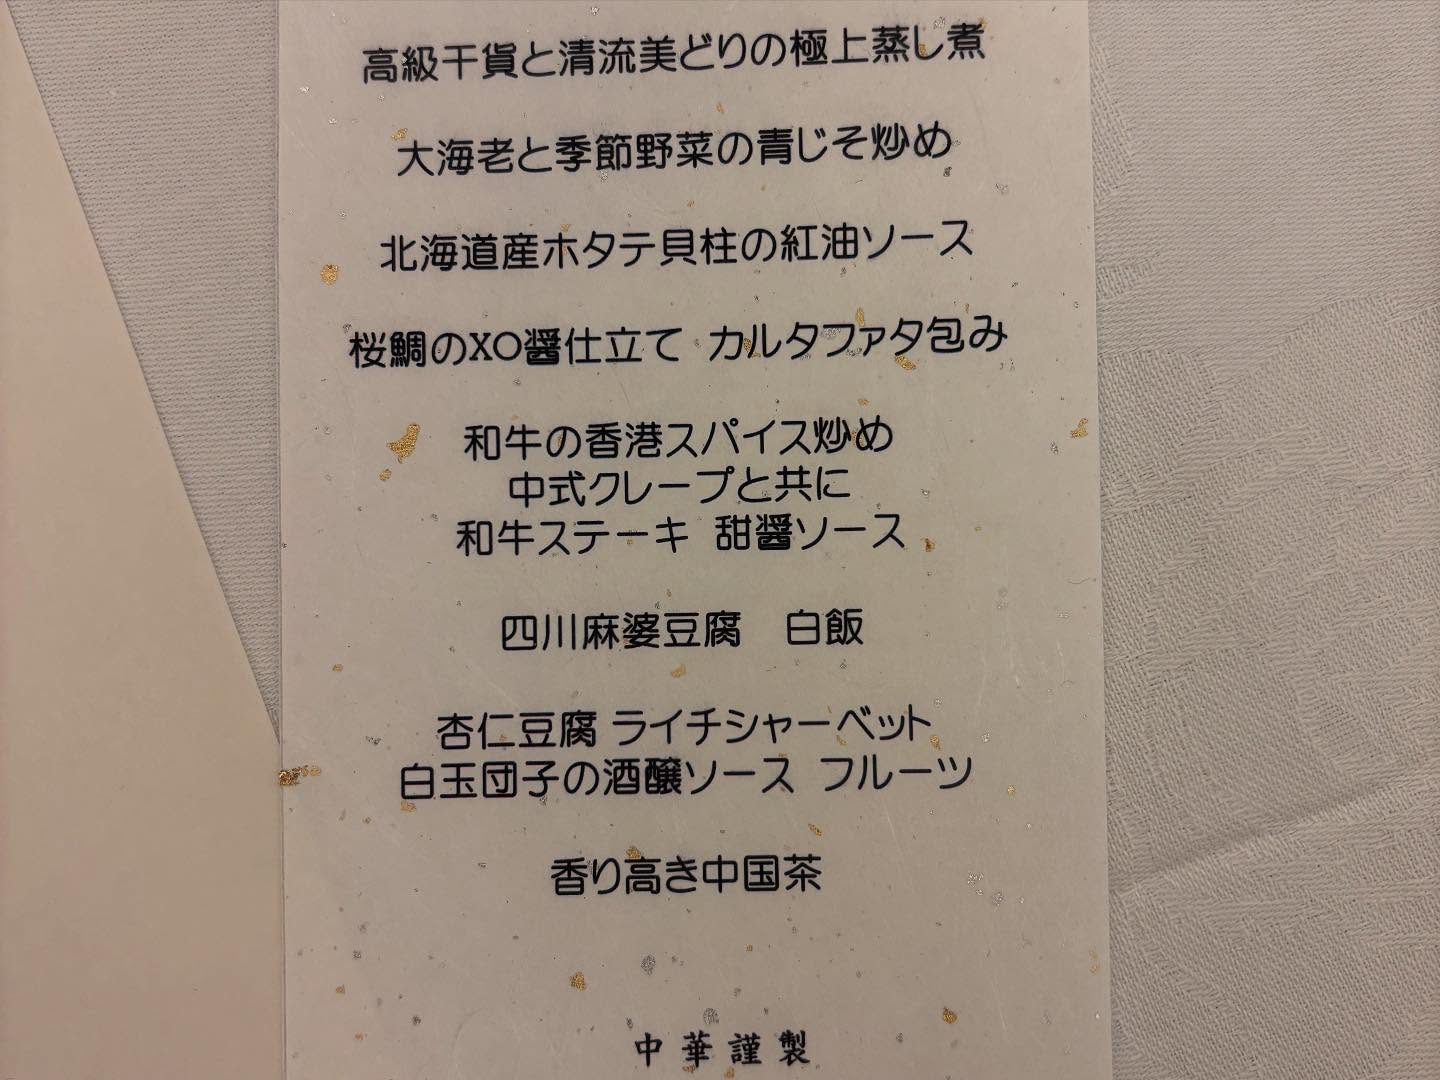 高級干貨と清流美どりの極上蒸し煮
大海老と季節野菜の青じそ炒め
北海道産ホタテ貝柱の紅油ソース
桜鯛のXO醤仕立て カルタファタ包み
和牛の香港スパイス炒め
中式クレープと共に
和牛ステーキ 甜醤ソース
四川麻婆豆腐 白飯
杏仁豆腐 ライチシャーベット
白玉団子の酒醸ソース フルーツ
香り高き中国茶
中華謹製